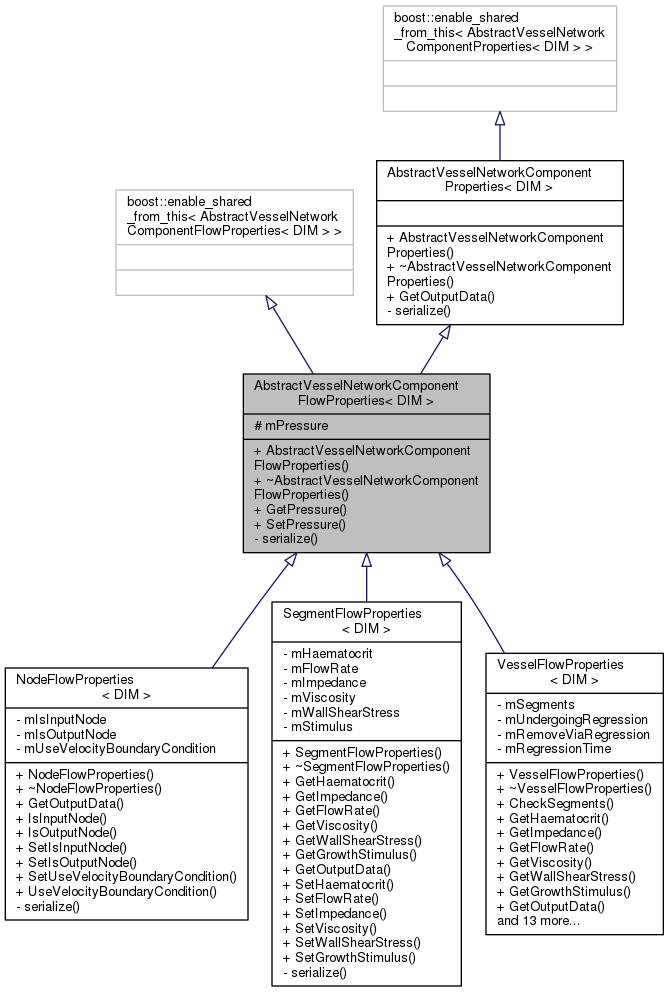 boost::enable_shared
_from_this< AbstractVesselNetwork
ComponentProperties< DIM > >
AbstractVesselNetworkComponent
Properties< DIM >
+ AbstractVesselNetworkComponent
Properties()
+ ~AbstractVesselNetworkComponent
Properties()
+ GetOutputData()
- serialize()
boost::enable_shared
_from_this< AbstractVesselNetwork
ComponentFlowProperties< DIM > >
AbstractVesselNetworkComponent
FlowProperties< DIM >
# mPressure
+ AbstractVesselNetworkComponent
FlowProperties()
+ ~AbstractVesselNetworkComponent
FlowProperties()
+ GetPressure()
+ SetPressure()
- serialize()
NodeFlowProperties
< DIM >
- mIsInputNode
- mIsOutputNode
- mUseVelocityBoundaryCondition
+ NodeFlowProperties()
+ ~NodeFlowProperties()
+ GetOutputData()
+ IsInputNode()
+ IsOutputNode()
+ SetIsInputNode()
+ SetIsOutputNode()
+ SetUseVelocityBoundaryCondition()
+ UseVelocityBoundaryCondition()
- serialize()
SegmentFlowProperties
< DIM >
- mHaematocrit
- mFlowRate
- mImpedance
- mViscosity
- mWallShearStress
- mStimulus
+ SegmentFlowProperties()
+ ~SegmentFlowProperties()
+ GetHaematocrit()
+ GetImpedance()
+ GetFlowRate()
+ GetViscosity()
+ GetWallShearStress()
+ GetGrowthStimulus()
+ GetOutputData()
+ SetHaematocrit()
+ SetFlowRate()
+ SetImpedance()
+ SetViscosity()
+ SetWallShearStress()
+ SetGrowthStimulus()
- serialize()
VesselFlowProperties
< DIM >
- mSegments
- mUndergoingRegression
- mRemoveViaRegression
- mRegressionTime
+ VesselFlowProperties()
+ ~VesselFlowProperties()
+ CheckSegments()
+ GetHaematocrit()
+ GetImpedance()
+ GetFlowRate()
+ GetViscosity()
+ GetWallShearStress()
+ GetGrowthStimulus()
+ GetOutputData()
and 13 more...